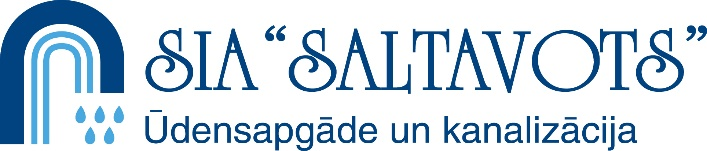 SIA “SALTAVOTS”
Ūdensapgāde un kanalizācija